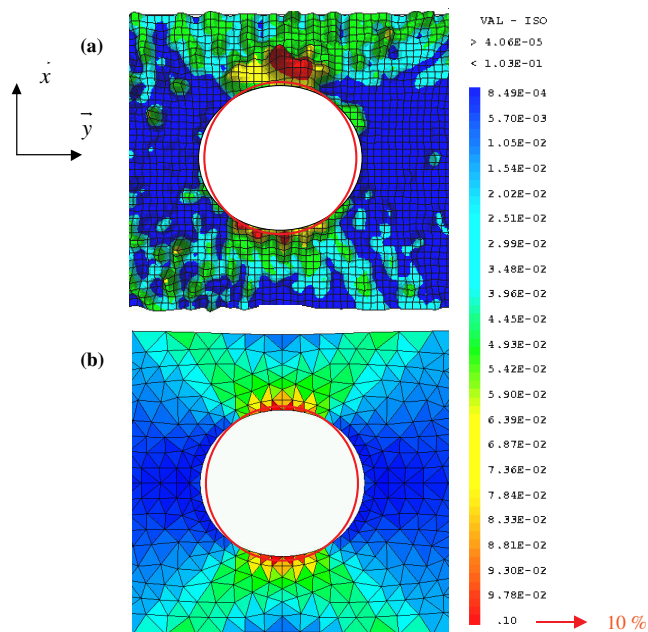 VAL - ISO
> 4.06E-05
< 1.03E-01
(a)
x
y
8.49E-04
5.70E-03
1.05E-02
1.54E-02
2.02E-02
2.51E-02
2.99E-02
3.48E-02
3.96E-02
4.45E-02
4.93E-02
5.42E-02
5.90E-02
6.39E-02
6.87E-02
7.36E-02
7.84E-02
8.33E-02
8.81E-02
9.30E-02
9.78E-02
.10
10 %
(b)